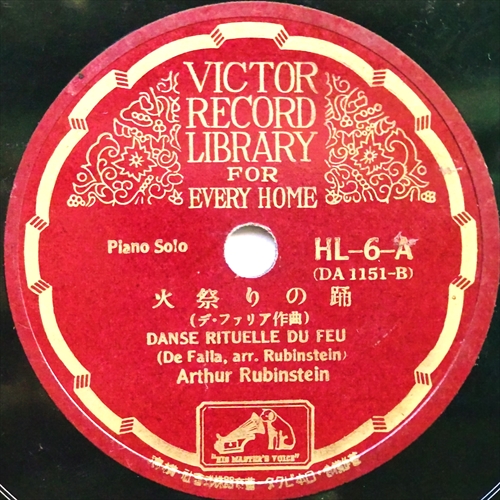 VICTOR
RECORD
LIBRARY
FOR
EVERY HOME
Piano Solo
HL-6-A
(DA 1151-B)
火祭りの踊
(デ・ファリア作曲)
DANSE RITUELLE DU FEU
(De Falla, arr. Rubinstein)
Arthur Rubinstein
"HIS MASTER'S VOICE"